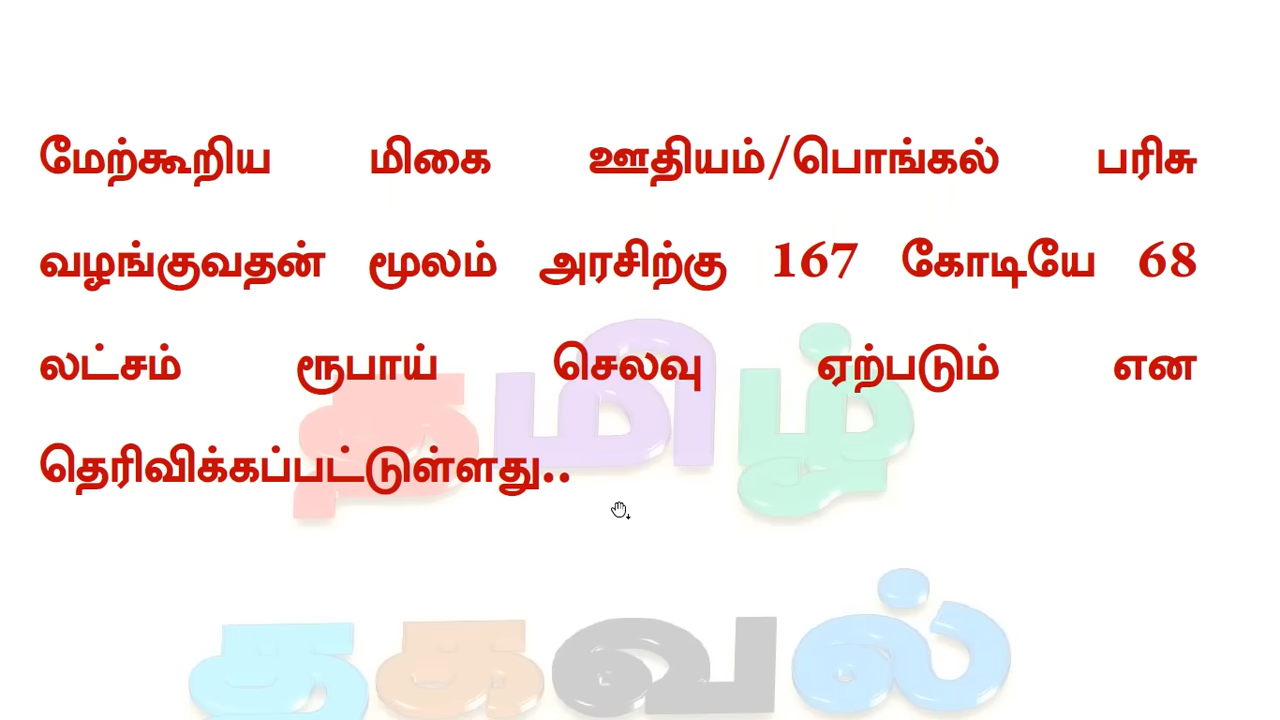 மேற்கூறிய மிகை ஊதியம்/பொங்கல் பரிசு
வழங்குவதன் மூலம் அரசிற்கு 167 கோடியே 68
லட்சம் ரூபாய் செலவு ஏற்படும் என
தெரிவிக்கப்பட்டுள்ளது..
தமிழ்
தகவல்